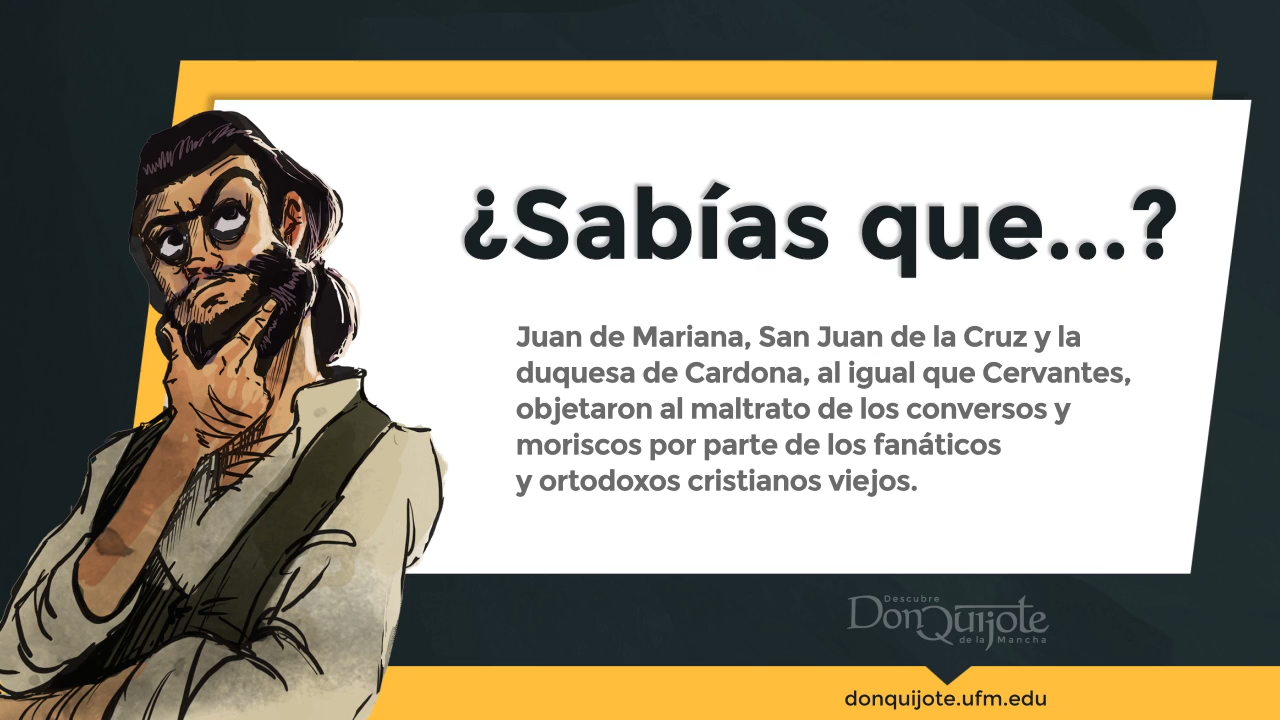 ¿Sabías que...?
Juan de Mariana, San Juan de la Cruz y la
duquesa de Cardona, al igual que Cervantes,
objetaron al maltrato de los conversos y
moriscos por parte de los fanáticos
y ortodoxos cristianos viejos.
Descubre
DonQuijote
de la Mancha
donquijote.ufm.edu